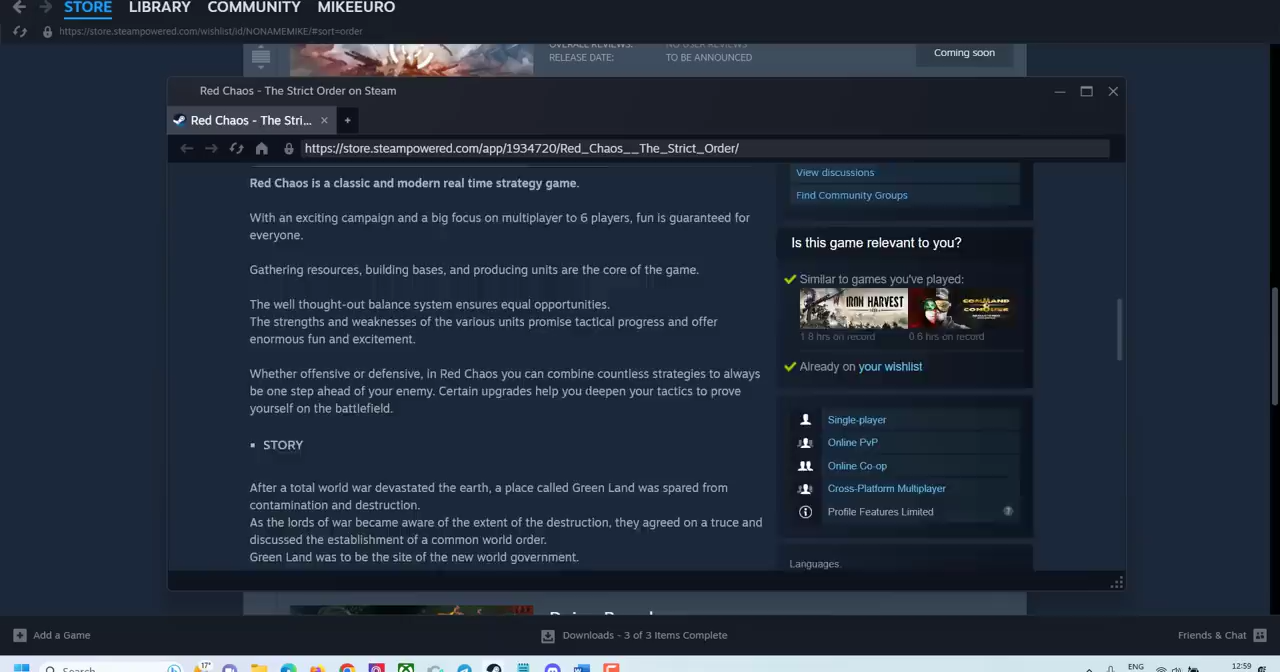 STORE LIBRARY COMMUNITY MIKEEURO
https://store.steampowered.com/wishlist/id/NONAMEMIKE/#sort=order
OVERALL REVIEWS: NO USER REVIEWS
RELEASE DATE: TO BE ANNOUNCED
Coming soon
Red Chaos - The Strict Order on Steam
Red Chaos - The Stri...
https://store.steampowered.com/app/1934720/Red_Chaos__The_Strict_Order/
Red Chaos is a classic and modern real time strategy game.
With an exciting campaign and a big focus on multiplayer to 6 players, fun is guaranteed for
everyone.
Gathering resources, building bases, and producing units are the core of the game.
The well thought-out balance system ensures equal opportunities.
The strengths and weaknesses of the various units promise tactical progress and offer
enormous fun and excitement.
Whether offensive or defensive, in Red Chaos you can combine countless strategies to always
be one step ahead of your enemy. Certain upgrades help you deepen your tactics to prove
yourself on the battlefield.
STORY
After a total world war devastated the earth, a place called Green Land was spared from
contamination and destruction.
As the lords of war became aware of the extent of the destruction, they agreed on a truce and
discussed the establishment of a common world order.
Green Land was to be the site of the new world government.
View discussions
Find Community Groups
Is this game relevant to you?
Similar to games you've played:
IRON HARVEST
COMMAND & CONQUER
1.8 hrs on record 0.6 hrs on record
Already on your wishlist
Single-player
Online PvP
Online Co-op
Cross-Platform Multiplayer
Profile Features Limited ?
Languages
Add a Game
Downloads - 3 of 3 Items Complete
Friends & Chat
Search
17°
ENG
12:59